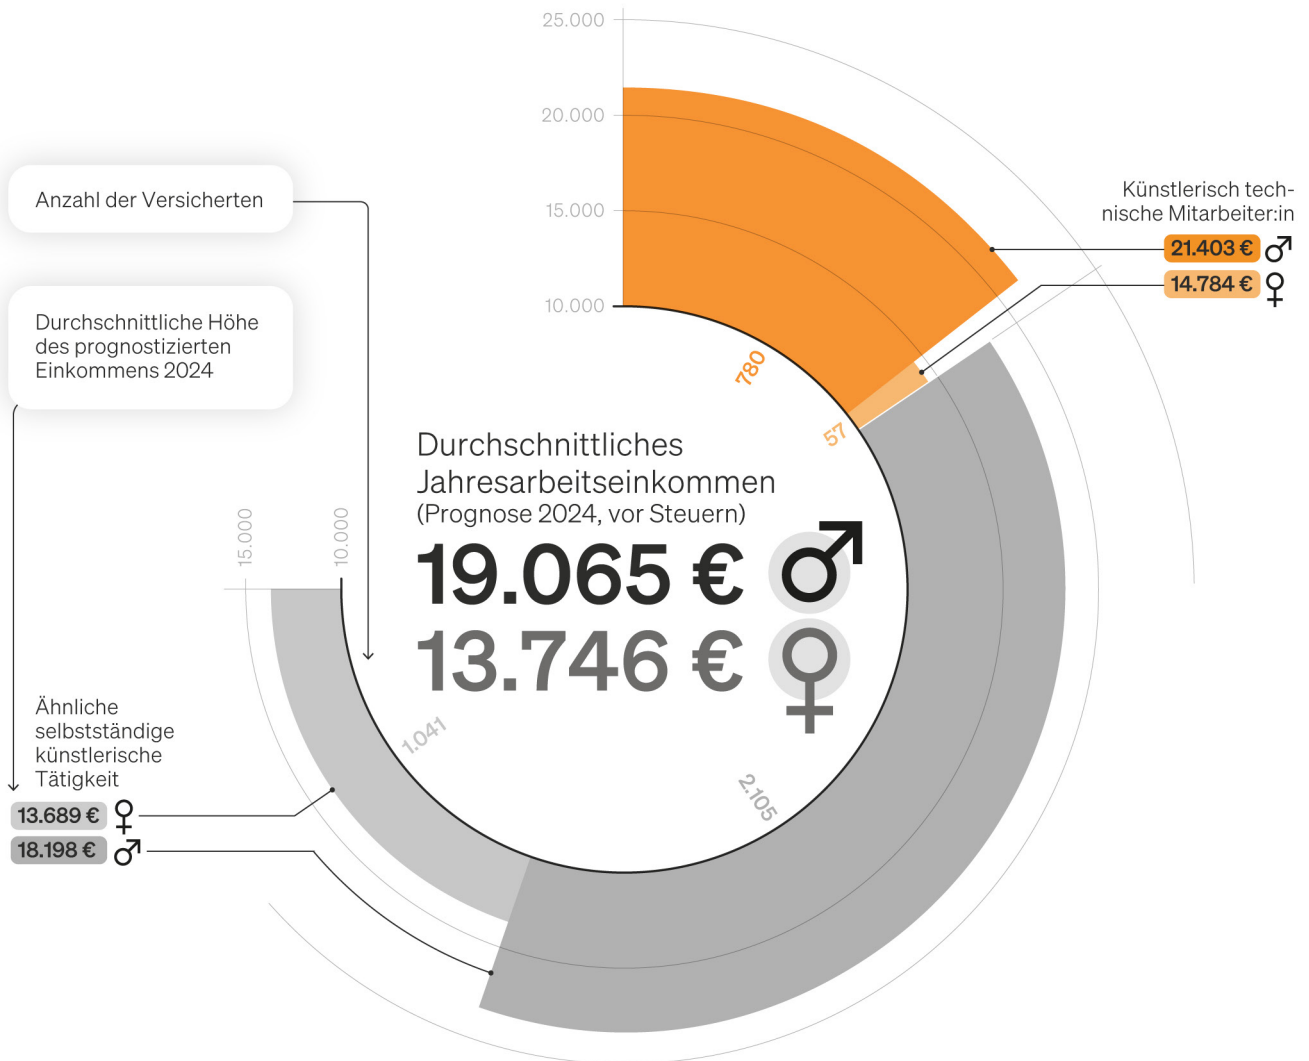 25.000
20.000
15.000
10.000
Anzahl der Versicherten
Durchschnittliche Höhe
des prognostizierten
Einkommens 2024
Künstlerisch tech-
nische Mitarbeiter:in
21.403 € ♂
14.784 € ♀
780
57
Durchschnittliches
Jahresarbeitseinkommen
(Prognose 2024, vor Steuern)
19.065 € ♂
13.746 € ♀
15.000
10.000
1.041
2.105
Ähnliche
selbstständige
künstlerische
Tätigkeit
13.689 € ♀
18.198 € ♂